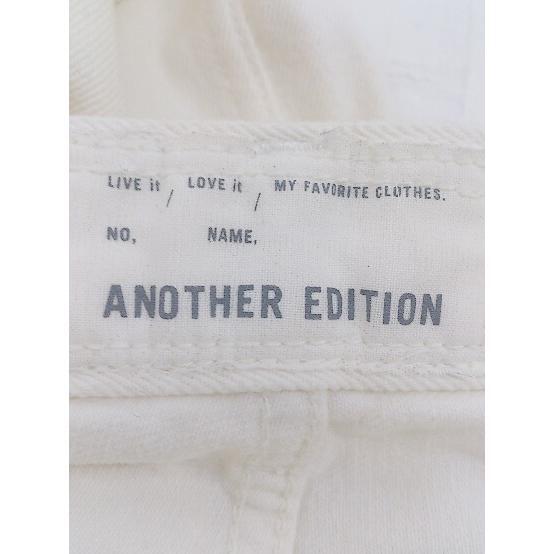 LIVE it / LOVE it / MY FAVORITE CLOTHES.
NO, NAME,
ANOTHER EDITION